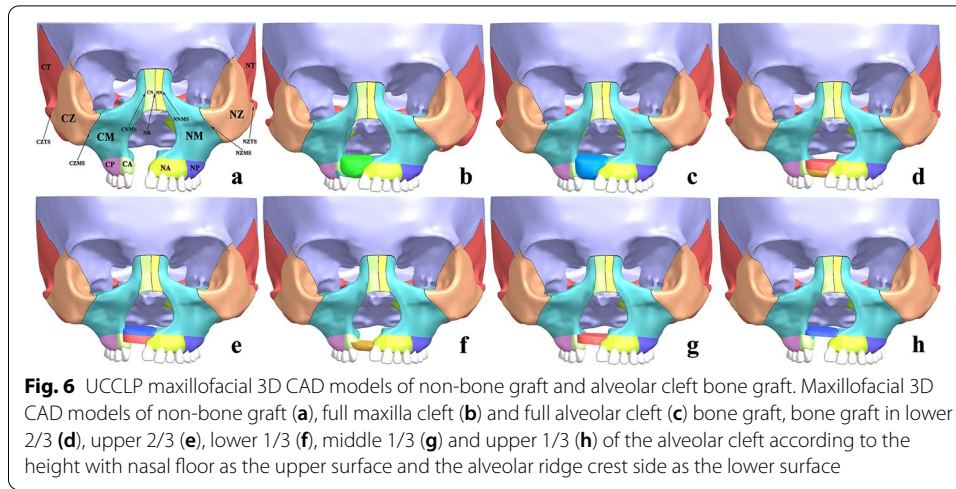 CT
NT
CN
NN
CZ
NZ
CNMS
NR
NNMS
CZTS
CM
NM
NZTS
CZMS
NZMS
CP
CA
NA
NP
a
b
c
d
e
f
g
h
Fig. 6 UCCLP maxillofacial 3D CAD models of non-bone graft and alveolar cleft bone graft. Maxillofacial 3D
CAD models of non-bone graft (a), full maxilla cleft (b) and full alveolar cleft (c) bone graft, bone graft in lower
2/3 (d), upper 2/3 (e), lower 1/3 (f), middle 1/3 (g) and upper 1/3 (h) of the alveolar cleft according to the
height with nasal floor as the upper surface and the alveolar ridge crest side as the lower surface